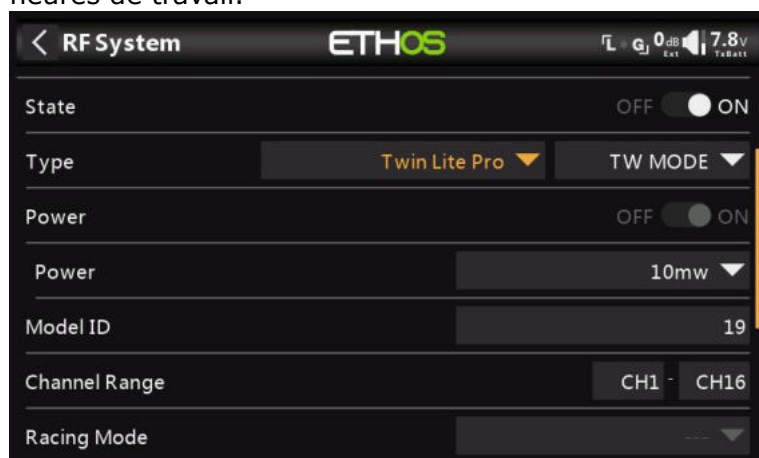 heures de travail.
< RF System ETHOS 0dB Ext 7.8V TxBatt
State OFF ON
Type Twin Lite Pro TW MODE
Power OFF ON
Power 10mw
Model ID 19
Channel Range CH1 - CH16
Racing Mode ---